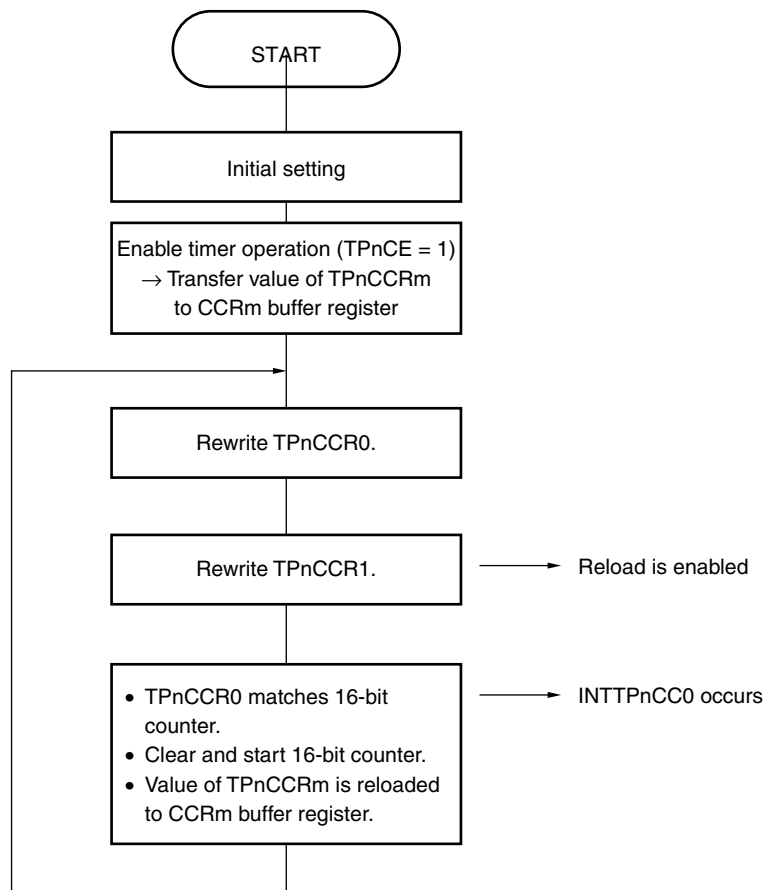 START
Initial setting
Enable timer operation (TPnCE = 1)
→ Transfer value of TPnCCRm
to CCRm buffer register
Rewrite TPnCCR0.
Rewrite TPnCCR1.
Reload is enabled
• TPnCCR0 matches 16-bit
counter.
• Clear and start 16-bit counter.
• Value of TPnCCRm is reloaded
to CCRm buffer register.
INTTPnCC0 occurs